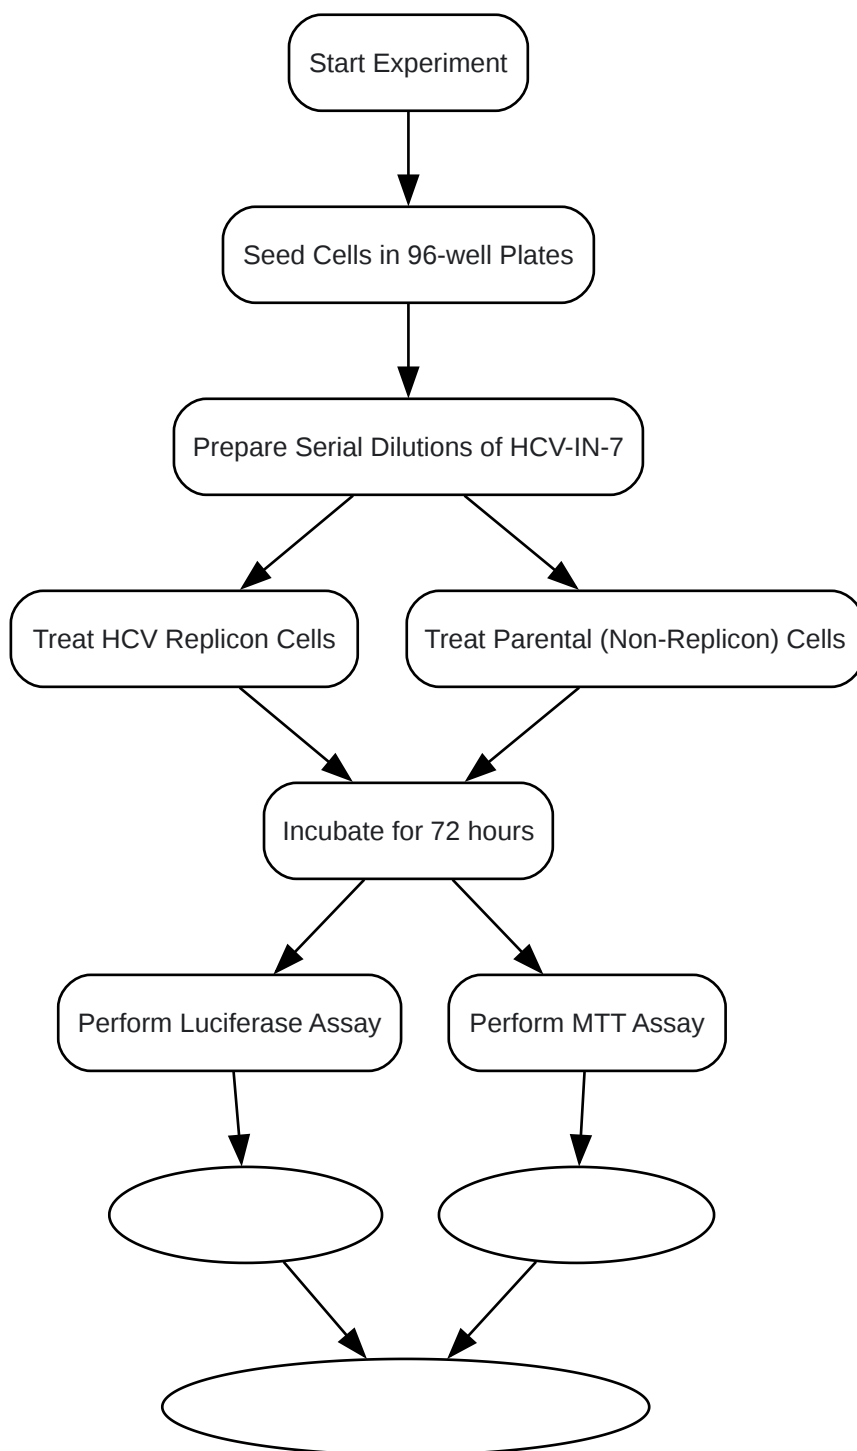 Start Experiment
Seed Cells in 96-well Plates
Prepare Serial Dilutions of HCV-IN-7
Treat HCV Replicon Cells
Treat Parental (Non-Replicon) Cells
Incubate for 72 hours
Perform Luciferase Assay
Perform MTT Assay